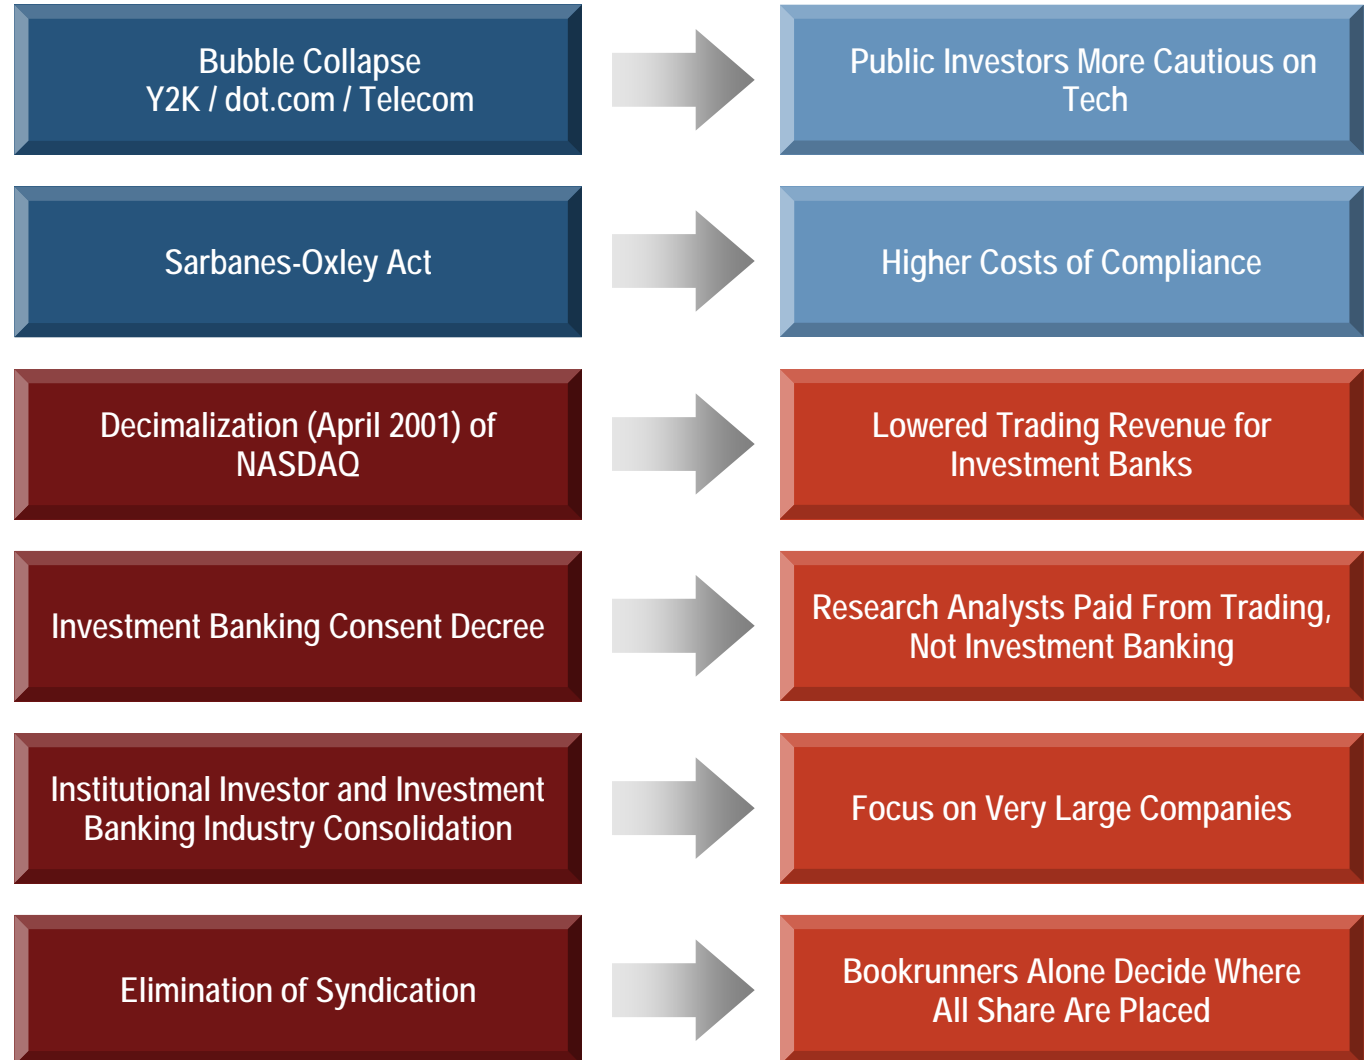 Bubble Collapse
Y2K / dot.com / Telecom
Public Investors More Cautious on
Tech
Sarbanes-Oxley Act
Higher Costs of Compliance
Decimalization (April 2001) of
NASDAQ
Lowered Trading Revenue for
Investment Banks
Investment Banking Consent Decree
Research Analysts Paid From Trading,
Not Investment Banking
Institutional Investor and Investment
Banking Industry Consolidation
Focus on Very Large Companies
Elimination of Syndication
Bookrunners Alone Decide Where
All Share Are Placed